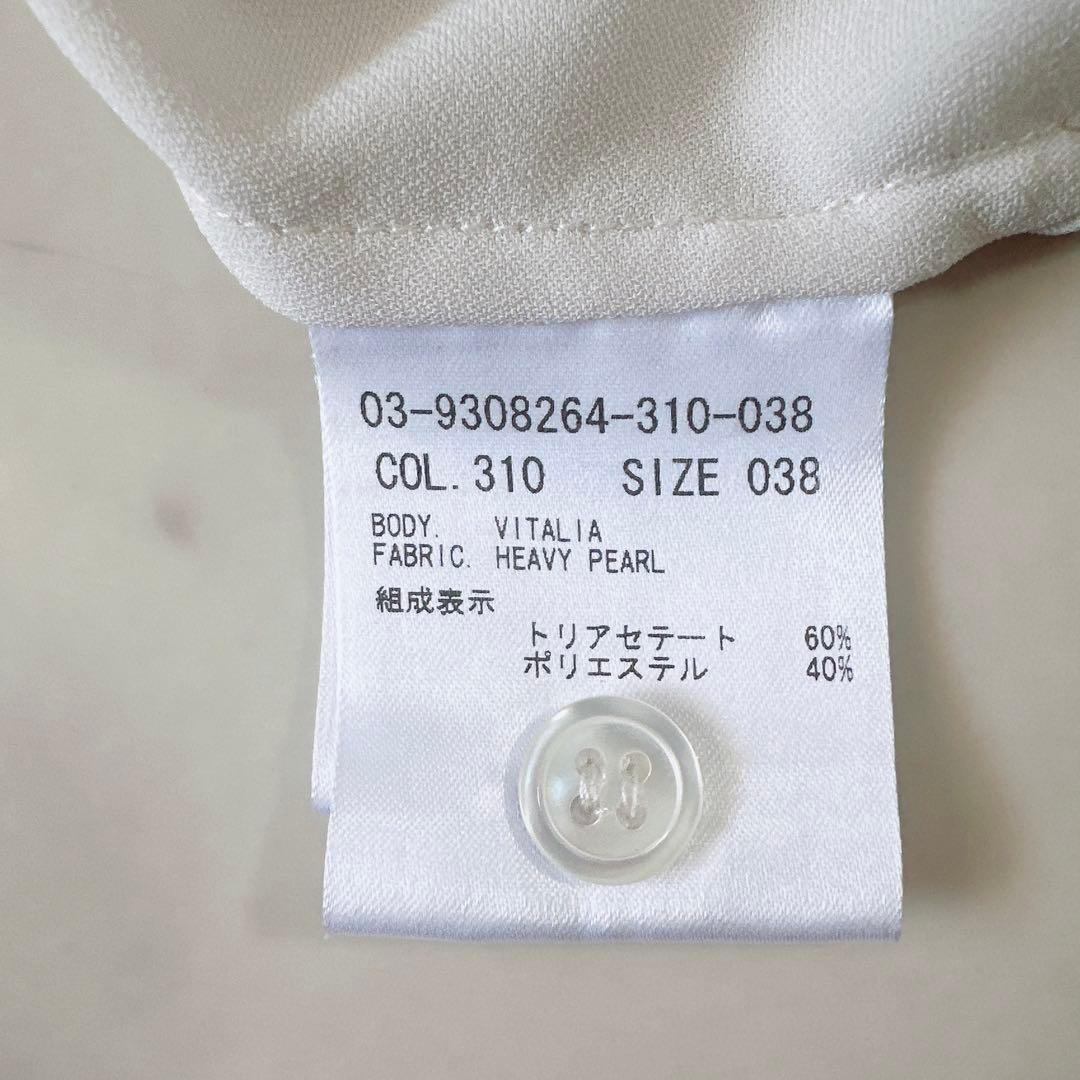 03-9308264-310-038
COL. 310 SIZE 038
BODY. VITALIA
FABRIC. HEAVY PEARL
組成表示
トリアセテート 60%
ポリエステル 40%